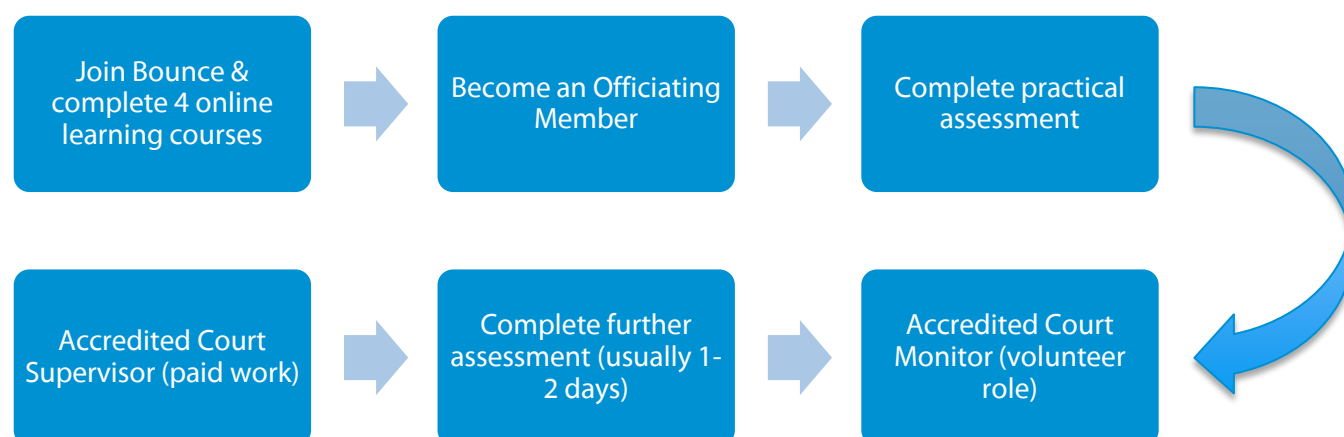 Join Bounce &
complete 4 online
learning courses
Become an Officiating
Member
Complete practical
assessment
Accredited Court
Supervisor (paid work)
Complete further
assessment (usually 1-
2 days)
Accredited Court
Monitor (volunteer
role)